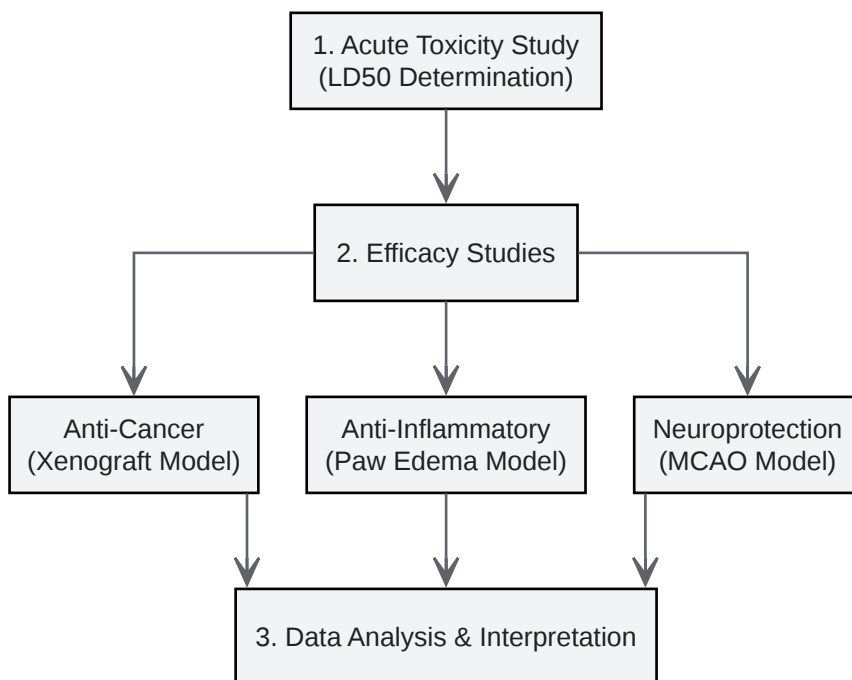 1. Acute Toxicity Study
(LD50 Determination)
2. Efficacy Studies
Anti-Cancer
(Xenograft Model)
Anti-Inflammatory
(Paw Edema Model)
Neuroprotection
(MCAO Model)
3. Data Analysis & Interpretation